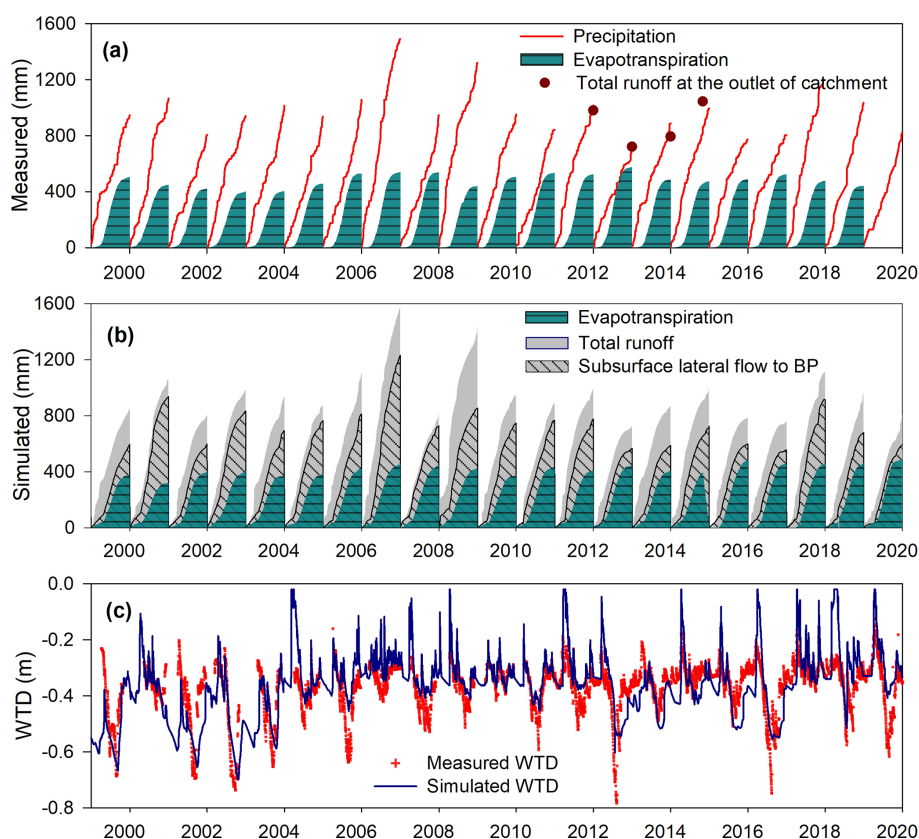 1600
(a)
Precipitation
Evapotranspiration
Total runoff at the outlet of catchment
1200
800
400
0
Measured (mm)
2000 2002 2004 2006 2008 2010 2012 2014 2016 2018 2020
1600
(b)
Evapotranspiration
Total runoff
Subsurface lateral flow to BP
1200
800
400
0
Simulated (mm)
2000 2002 2004 2006 2008 2010 2012 2014 2016 2018 2020
0.0
(c)
-0.2
-0.4
-0.6
-0.8
WTD (m)
Measured WTD
Simulated WTD
2000 2002 2004 2006 2008 2010 2012 2014 2016 2018 2020